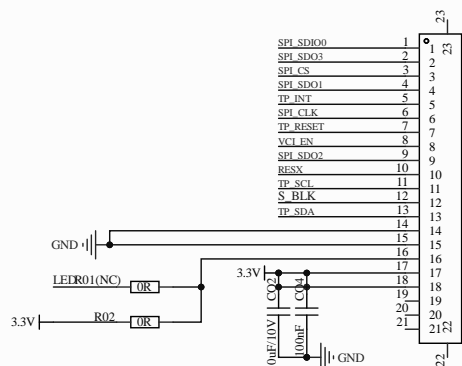 23
23
SPI_SDIO0 1 1
SPI_SDO3 2 2
SPI_CS 3 3
SPI_SDO1 4 4
TP_INT 5 5
SPI_CLK 6 6
TP_RESET 7 7
VCI_EN 8 8
SPI_SDO2 9 9
RESX 10 10
TP_SCL 11 11
S_BLK 12 12
TP_SDA 13 13
14 14
GND 15 15
16 16
3.3V 17 17
LEDR01(NC) 0R
18 18
19 19
20 20
21 21
22
22
3.3V R02 0R
CO2
0uF/10V
CO4
100nF
GND